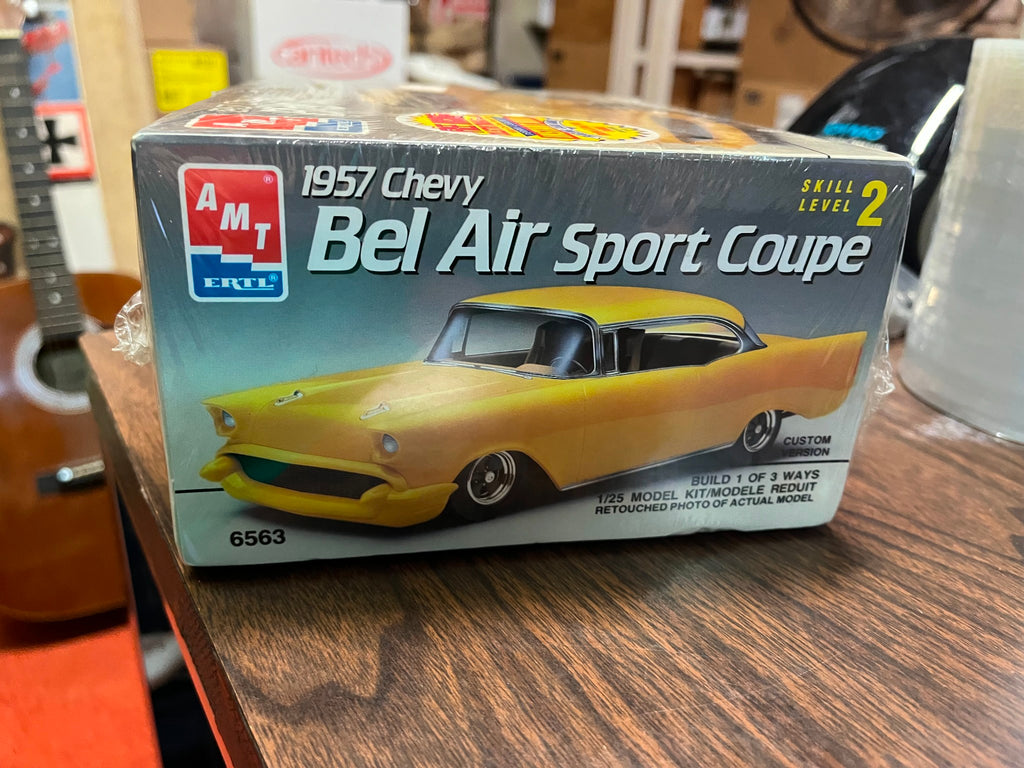 AMT
ERTL
1957 Chevy
Bel Air Sport Coupe
SKILL
LEVEL 2
CUSTOM
VERSION
BUILD 1 OF 3 WAYS
1/25 MODEL KIT/MODELE REDUIT
RETOUCHED PHOTO OF ACTUAL MODEL
6563